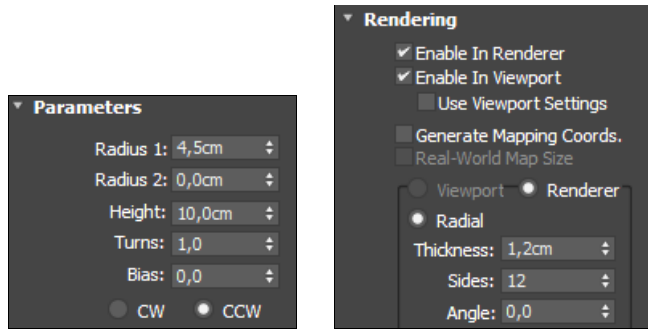 Parameters
Radius 1: 4,5cm
Radius 2: 0,0cm
Height: 10,0cm
Turns: 1,0
Bias: 0,0
CW CCW
Rendering
Enable In Renderer
Enable In Viewport
Use Viewport Settings
Generate Mapping Coords.
Real-World Map Size
Viewport Renderer
Radial
Thickness: 1,2cm
Sides: 12
Angle: 0,0